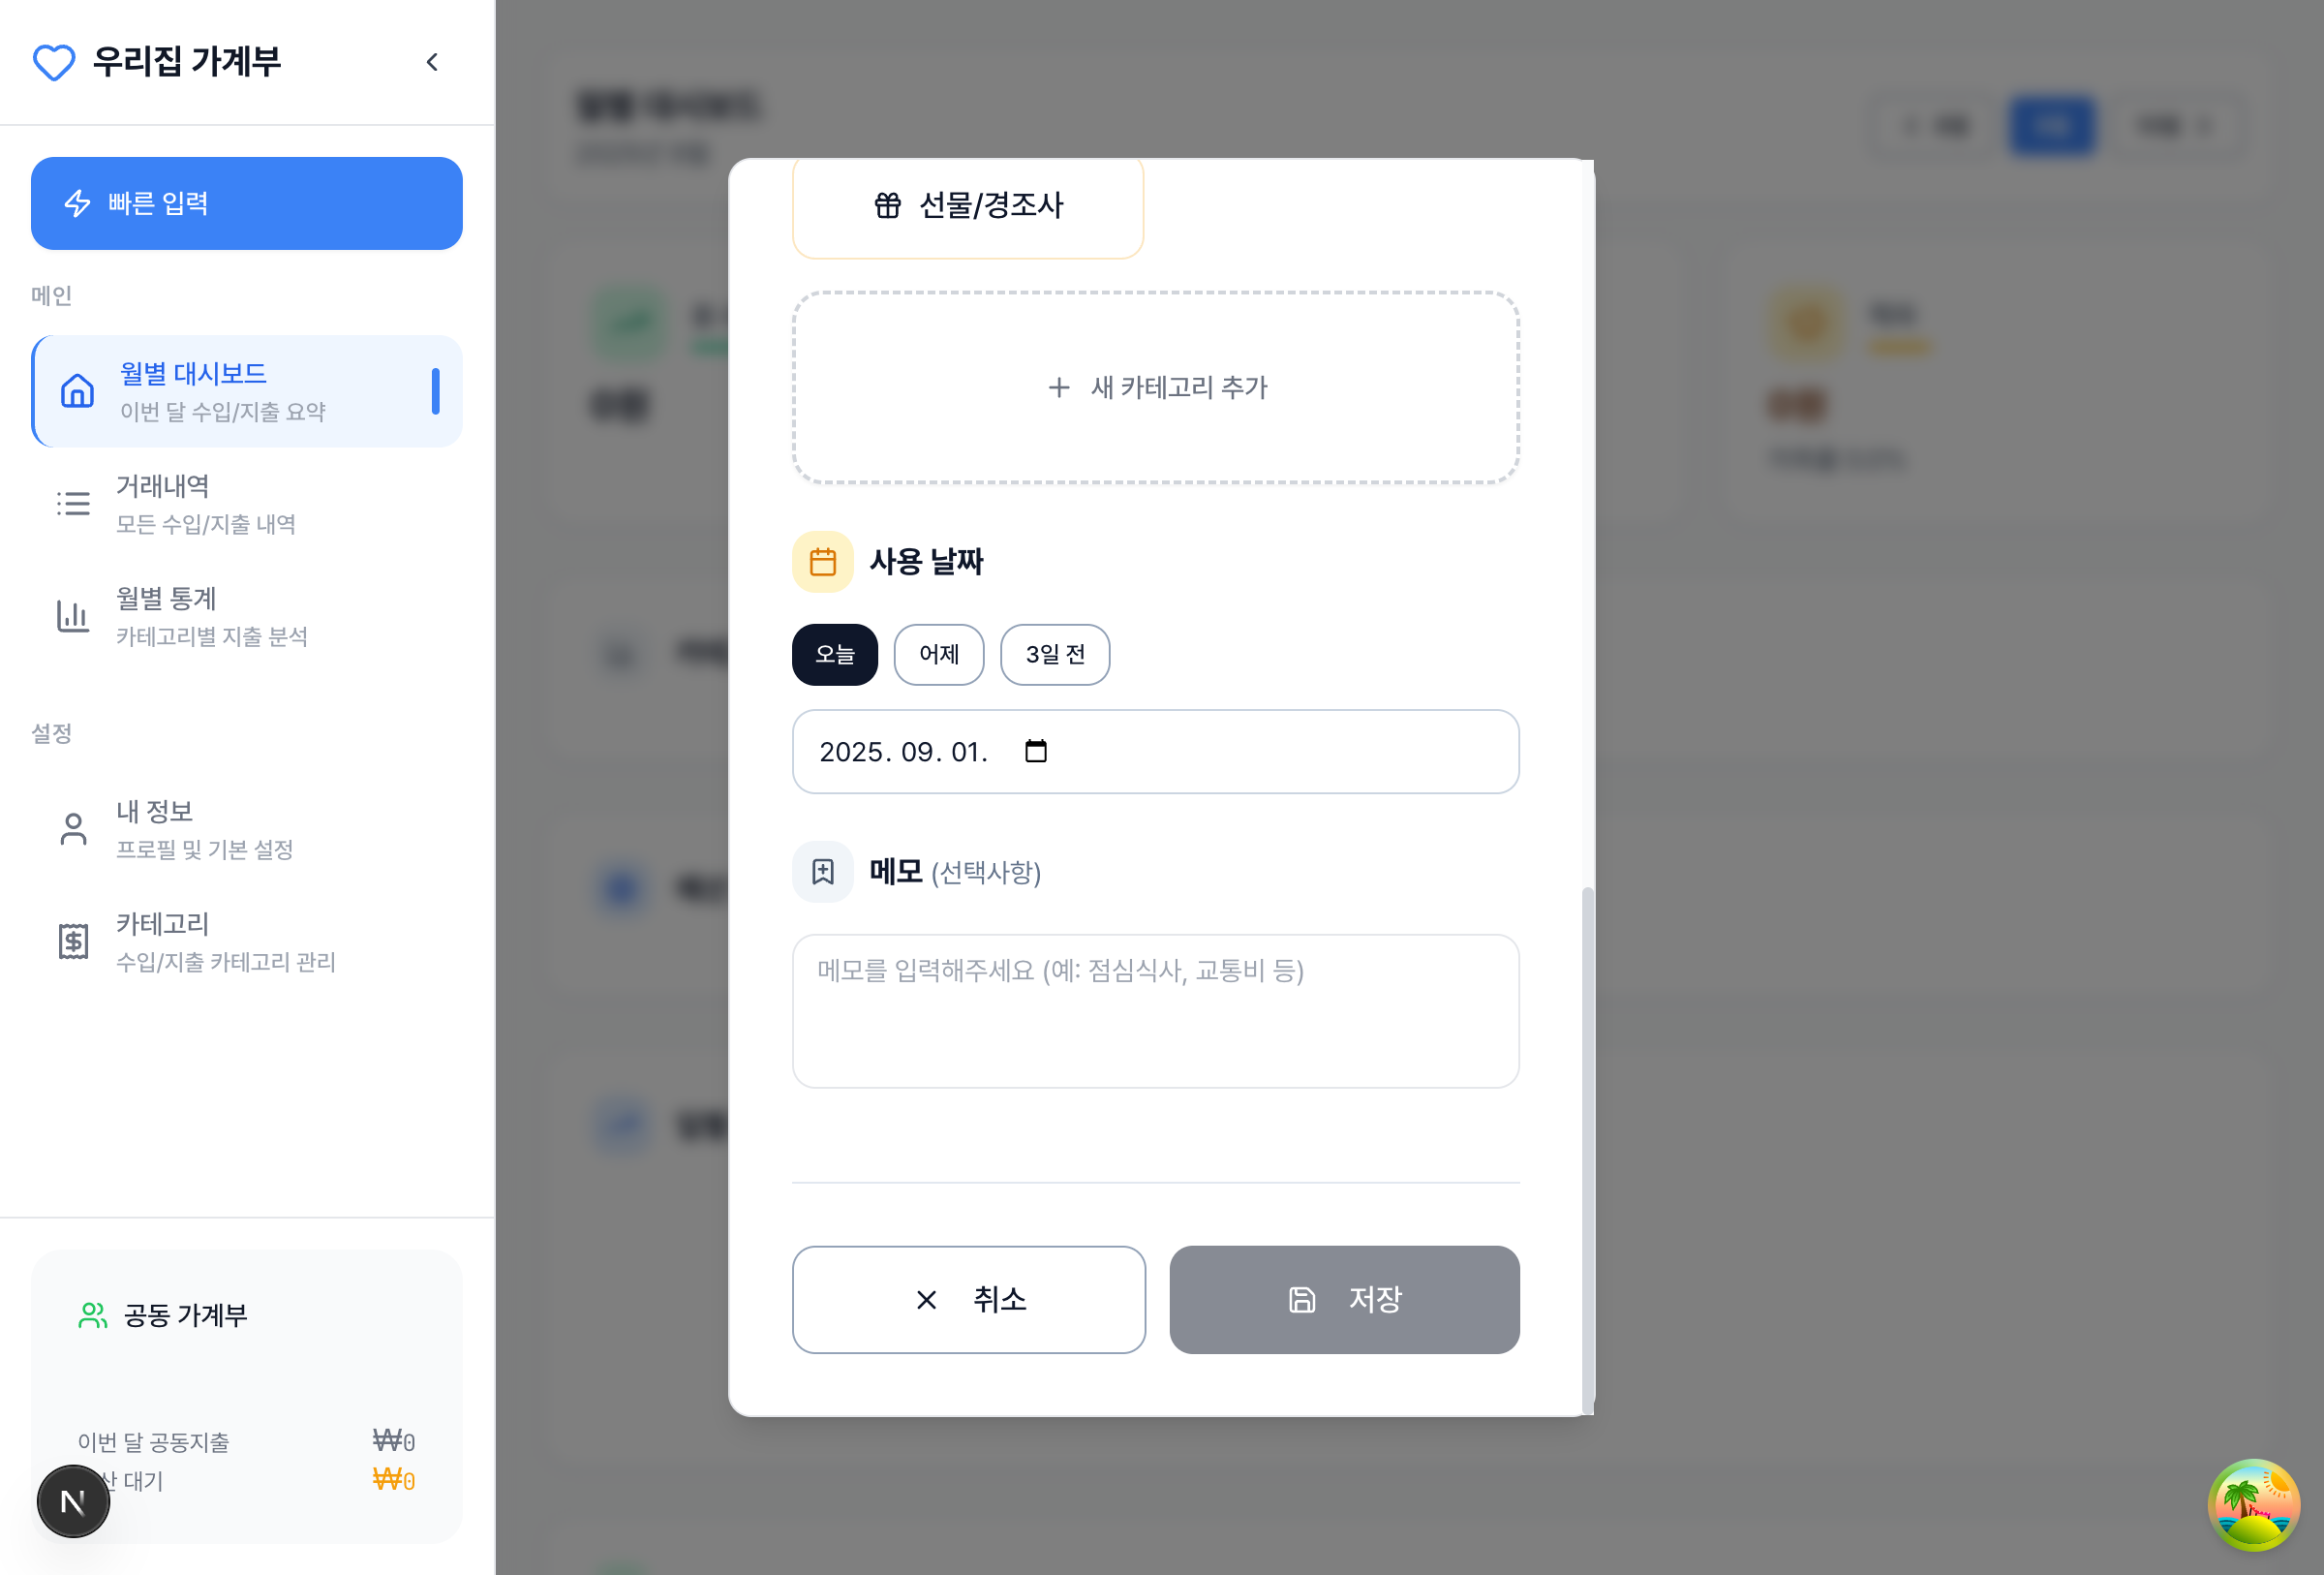 우리집 가계부
빠른 입력
메인
월별 대시보드
이번 달 수입/지출 요약
거래내역
모든 수입/지출 내역
월별 통계
카테고리별 지출 분석
설정
내 정보
프로필 및 기본 설정
카테고리
수입/지출 카테고리 관리
공동 가계부
이번 달 공동지출 ₩0
대기 ₩0
N
선물/경조사
새 카테고리 추가
사용 날짜
오늘 어제 3일 전
2025. 09. 01.
메모 (선택사항)
메모를 입력해주세요 (예: 점심식사, 교통비 등)
취소 저장